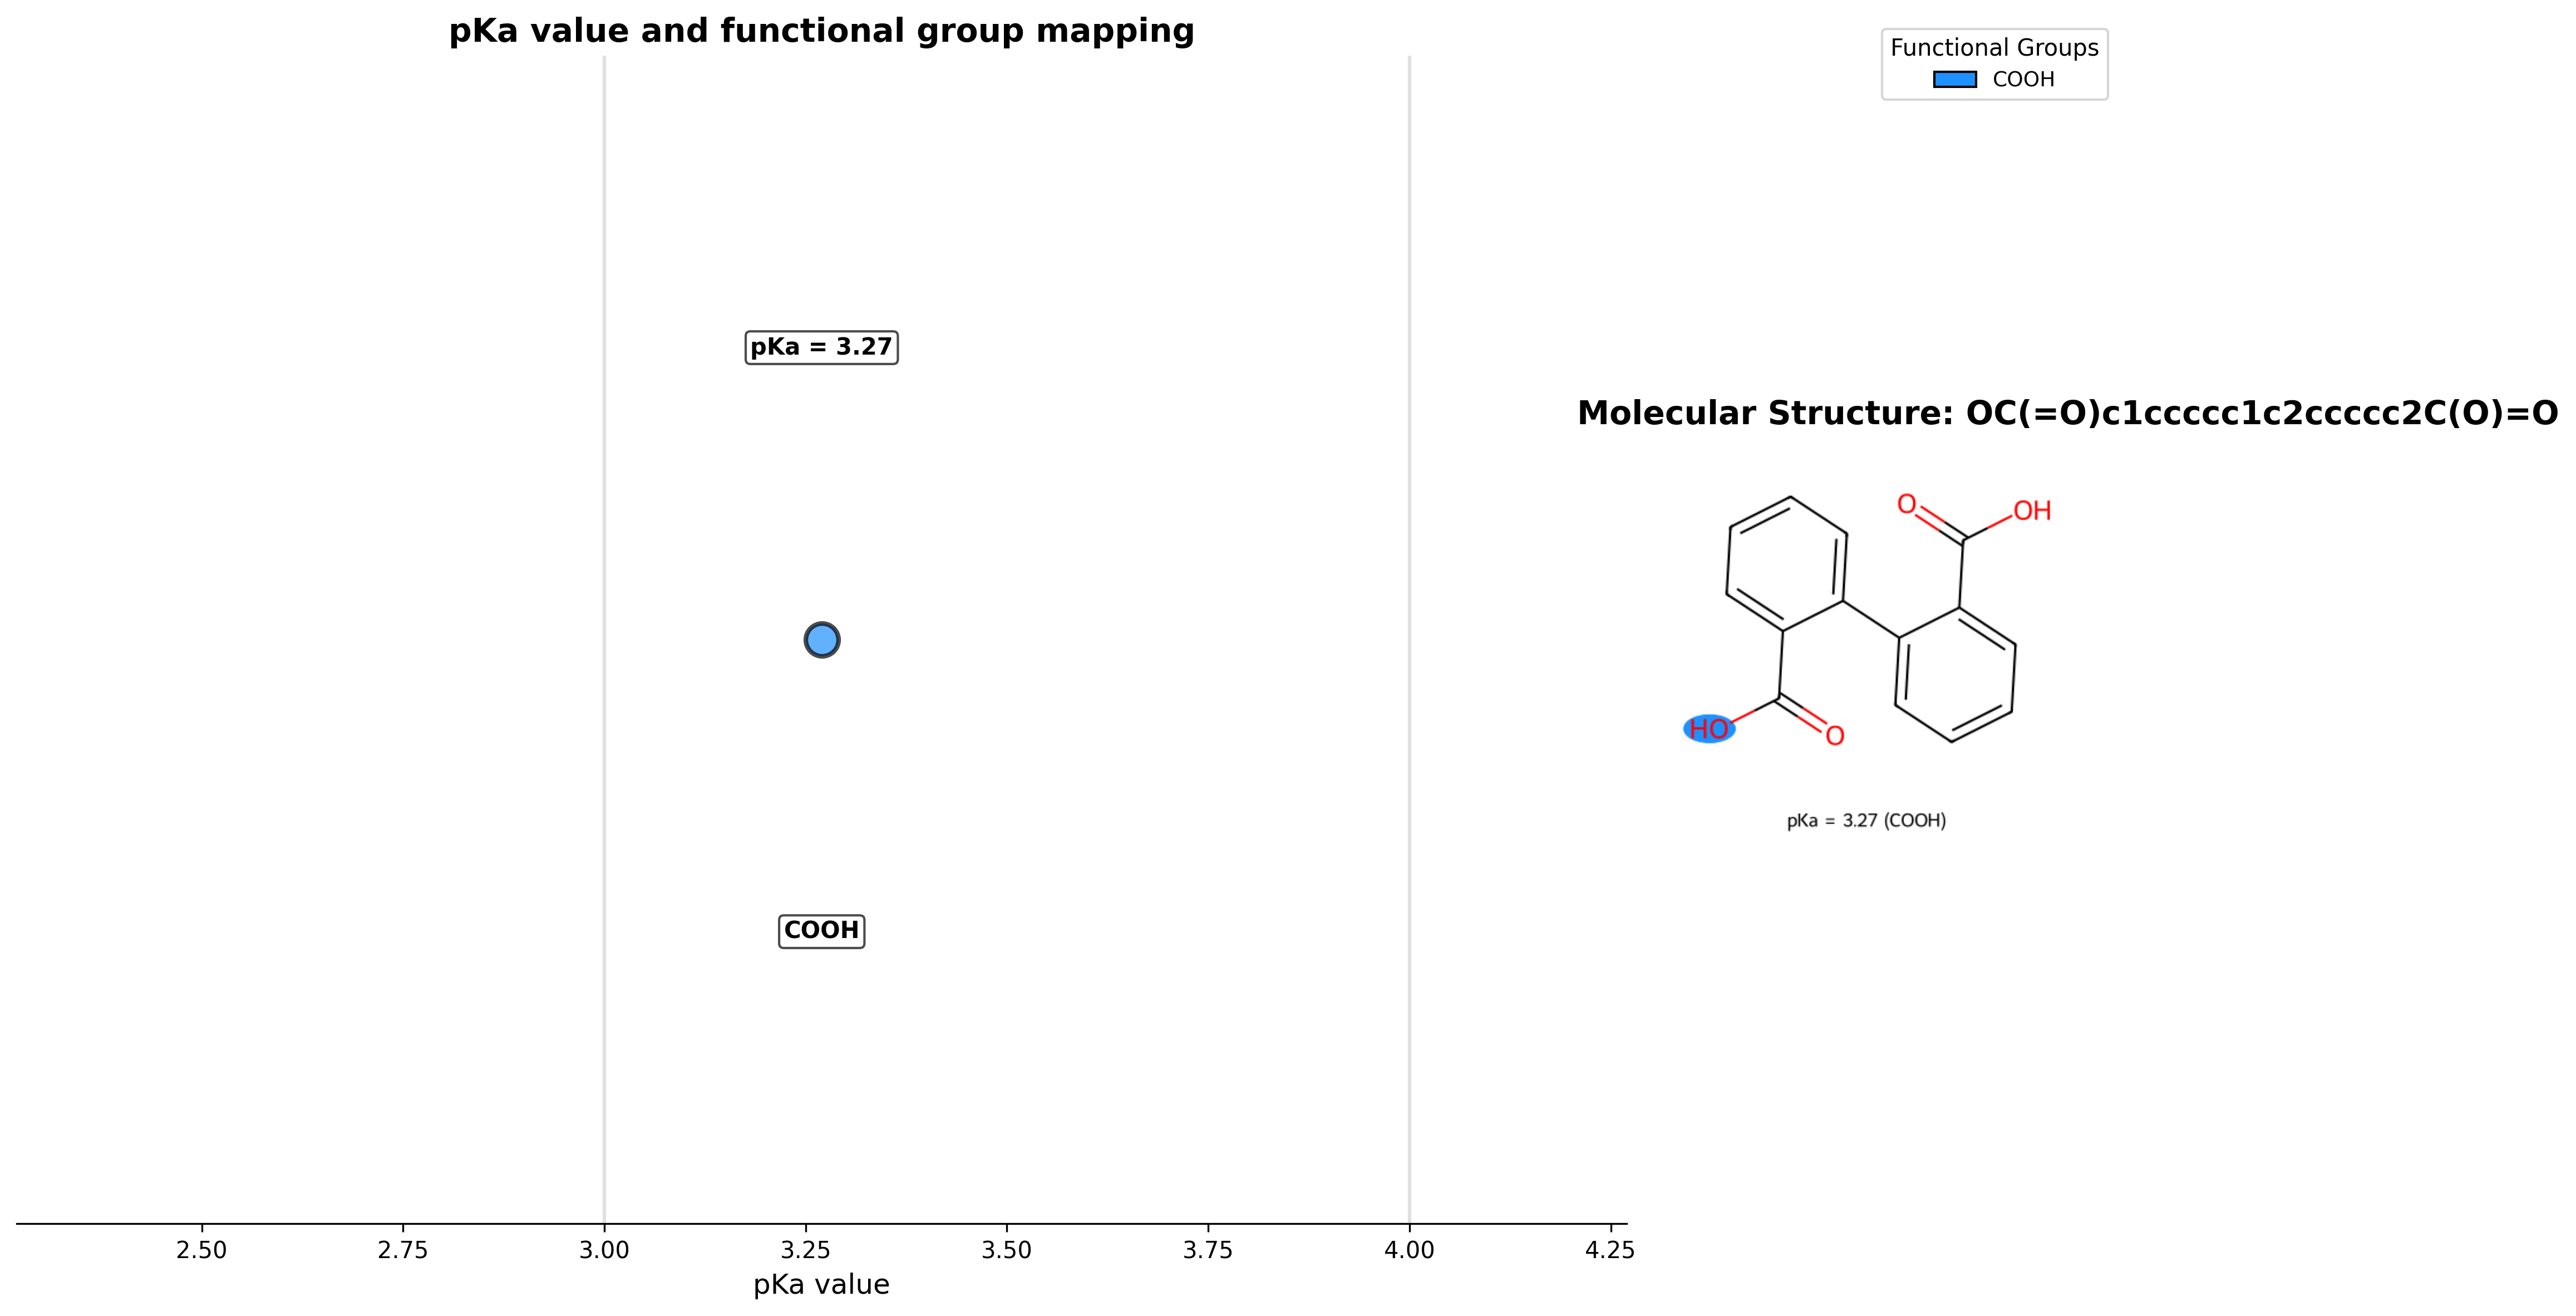 pKa value and functional group mapping
Functional Groups
COOH
pKa = 3.27
Molecular Structure: OC(=O)c1ccccc1c2ccccc2C(O)=O
O
OH
HO
O
pKa = 3.27 (COOH)
COOH
2.50 2.75 3.00 3.25 3.50 3.75 4.00 4.25
pKa value